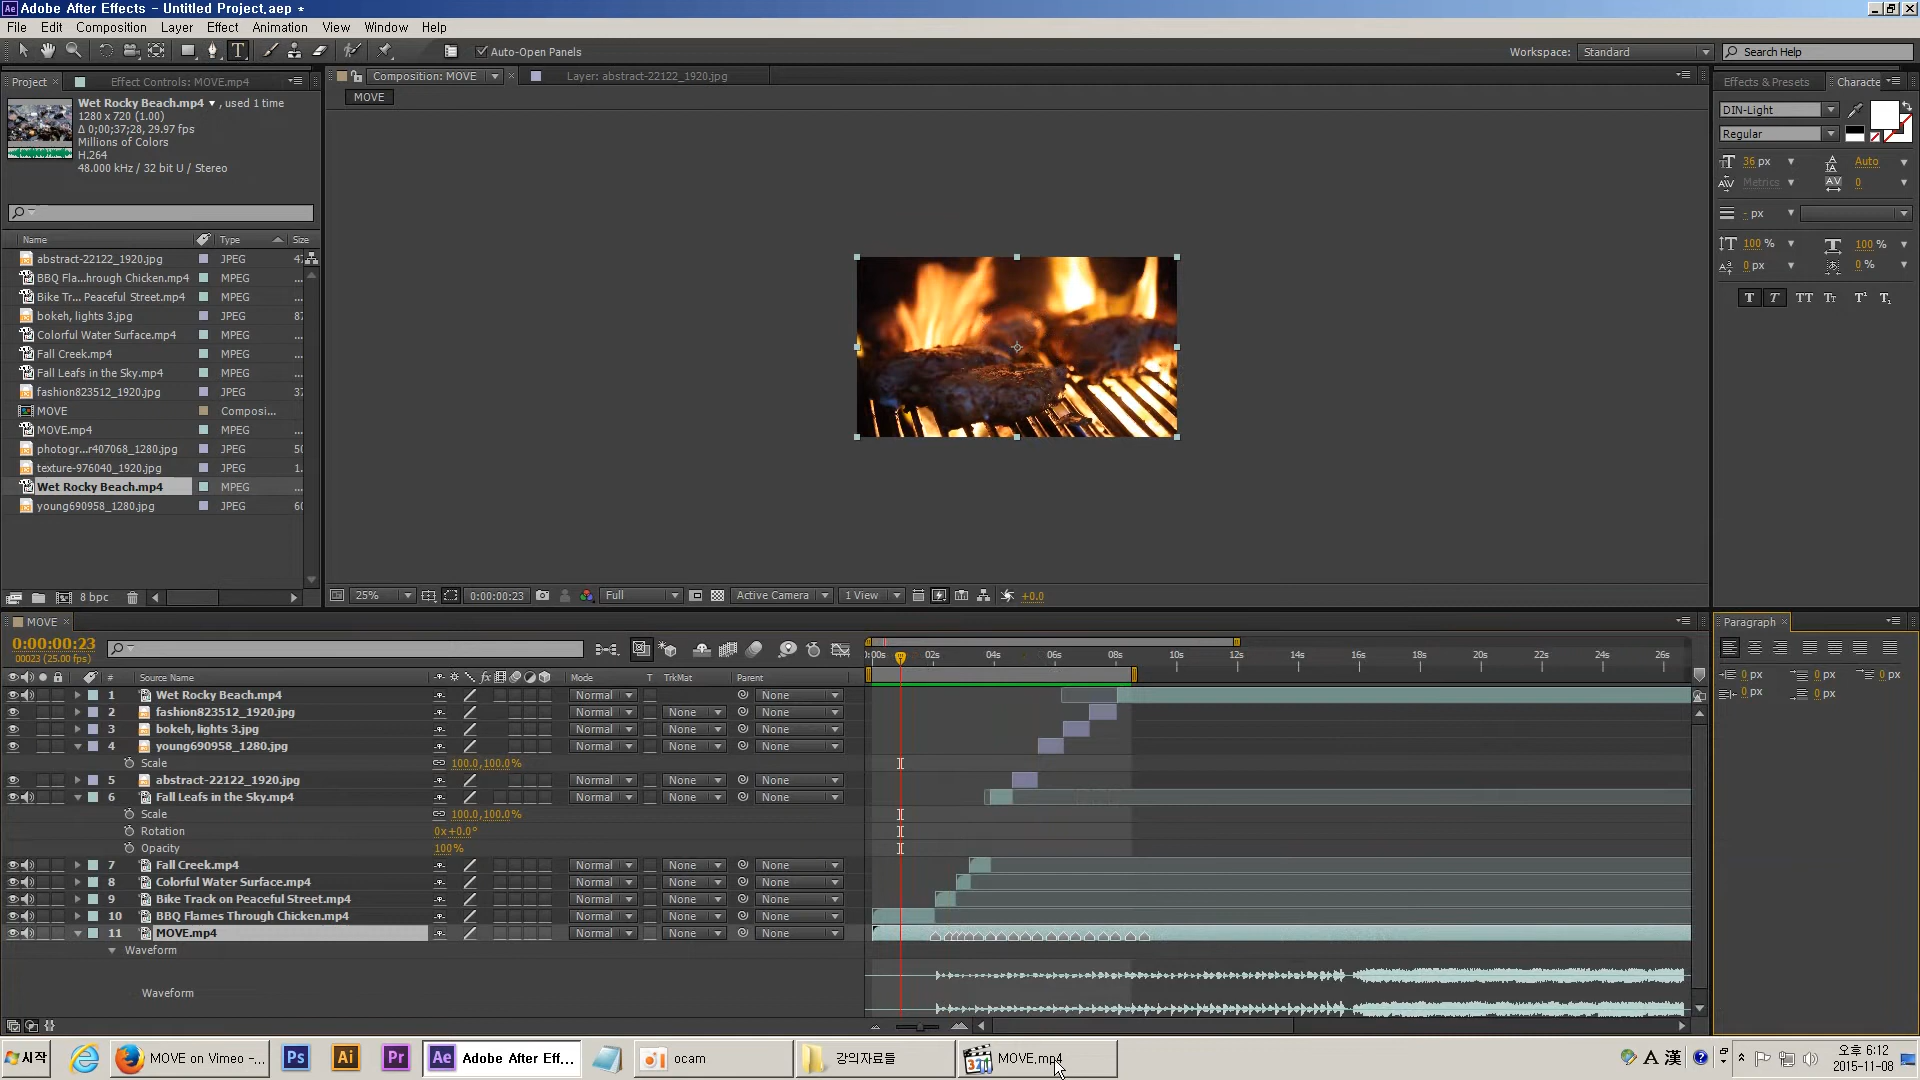 Adobe After Effects - Untitled Project.aep *
File Edit Composition Layer Effect Animation View Window Help
Auto-Open Panels
Workspace: Standard
Search Help
Project
Effect Controls: MOVE.mp4
Composition: MOVE
Layer: abstract-22122_1920.jpg
Effects & Presets
Characte
MOVE
Wet Rocky Beach.mp4 , used 1 time
1280 x 720 (1.00)
Δ 0;00;37;28, 29.97 fps
Millions of Colors
H.264
48.000 kHz / 32 bit U / Stereo
DIN-Light
Regular
36 px Auto
Metrics 0
- px
100 % 100 %
0 px 0 %
Name Type Size
abstract-22122_1920.jpg JPEG 47
BBQ Fla...hrough Chicken.mp4 MPEG ...
Bike Tr... Peaceful Street.mp4 MPEG ...
bokeh, lights 3.jpg JPEG 87
Colorful Water Surface.mp4 MPEG ...
Fall Creek.mp4 MPEG ...
Fall Leafs in the Sky.mp4 MPEG ...
fashion823512_1920.jpg JPEG 37
MOVE Composi...
MOVE.mp4 MPEG ...
photogr...r407068_1280.jpg JPEG 50
texture-976040_1920.jpg JPEG 1.
Wet Rocky Beach.mp4 MPEG ...
young690958_1280.jpg JPEG 60
8 bpc
25% 0:00:00:23 Full Active Camera 1 View +0.0
MOVE
Paragraph
0:00:00:23
00023 (25.00 fps)
0 px 0 px 0 px
0 px 0 px
:00s 02s 04s 06s 08s 10s 12s 14s 16s 18s 20s 22s 24s 26s
# Source Name Mode T TrkMat Parent
1 Wet Rocky Beach.mp4 Normal None
2 fashion823512_1920.jpg Normal None None
3 bokeh, lights 3.jpg Normal None None
4 young690958_1280.jpg Normal None None
Scale 100.0,100.0%
5 abstract-22122_1920.jpg Normal None None
6 Fall Leafs in the Sky.mp4 Normal None None
Scale 100.0,100.0%
Rotation 0x+0.0°
Opacity 100%
7 Fall Creek.mp4 Normal None None
8 Colorful Water Surface.mp4 Normal None None
9 Bike Track on Peaceful Street.mp4 Normal None None
10 BBQ Flames Through Chicken.mp4 Normal None None
11 MOVE.mp4 Normal None None
Waveform
Waveform
시작
MOVE on Vimeo -...
Ps
Ai
Pr
Ae
Adobe After Eff...
ocam
강의자료들
321
MOVE.mp4
A 漢
오후 6:12
2015-11-08